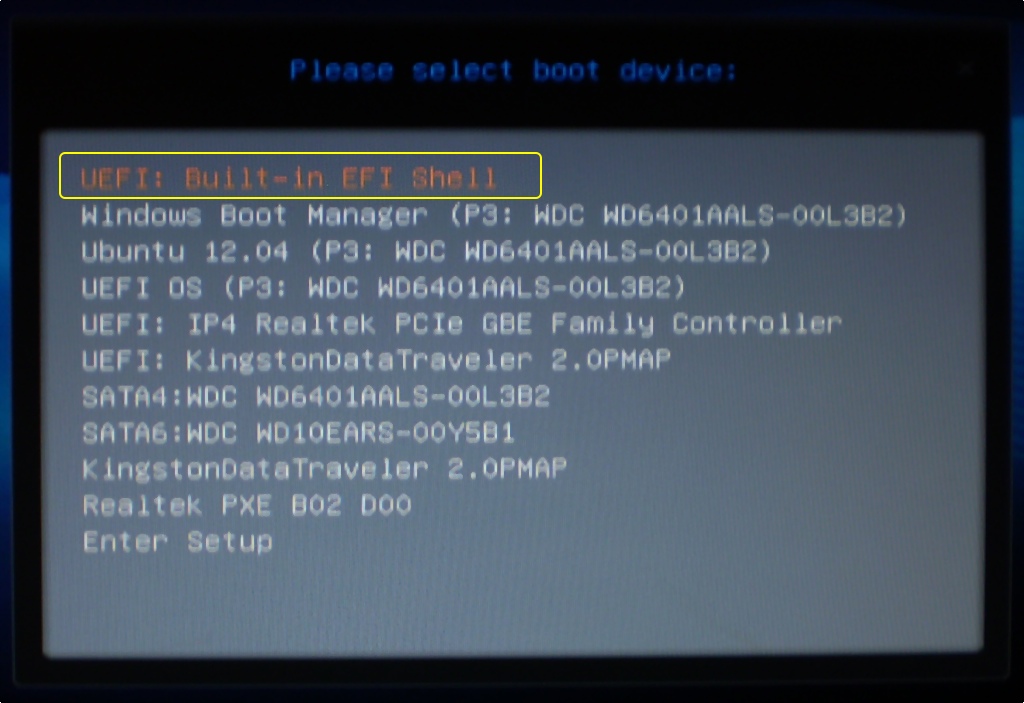 Please select boot device:
UEFI: Built-in EFI Shell
Windows Boot Manager (P3: WDC WD6401AALS-00L3B2)
Ubuntu 12.04 (P3: WDC WD6401AALS-00L3B2)
UEFI OS (P3: WDC WD6401AALS-00L3B2)
UEFI: IP4 Realtek PCIe GBE Family Controller
UEFI: KingstonDataTraveler 2.0PMAP
SATA4:WDC WD6401AALS-00L3B2
SATA6:WDC WD10EARS-00Y5B1
KingstonDataTraveler 2.0PMAP
Realtek PXE B02 D00
Enter Setup